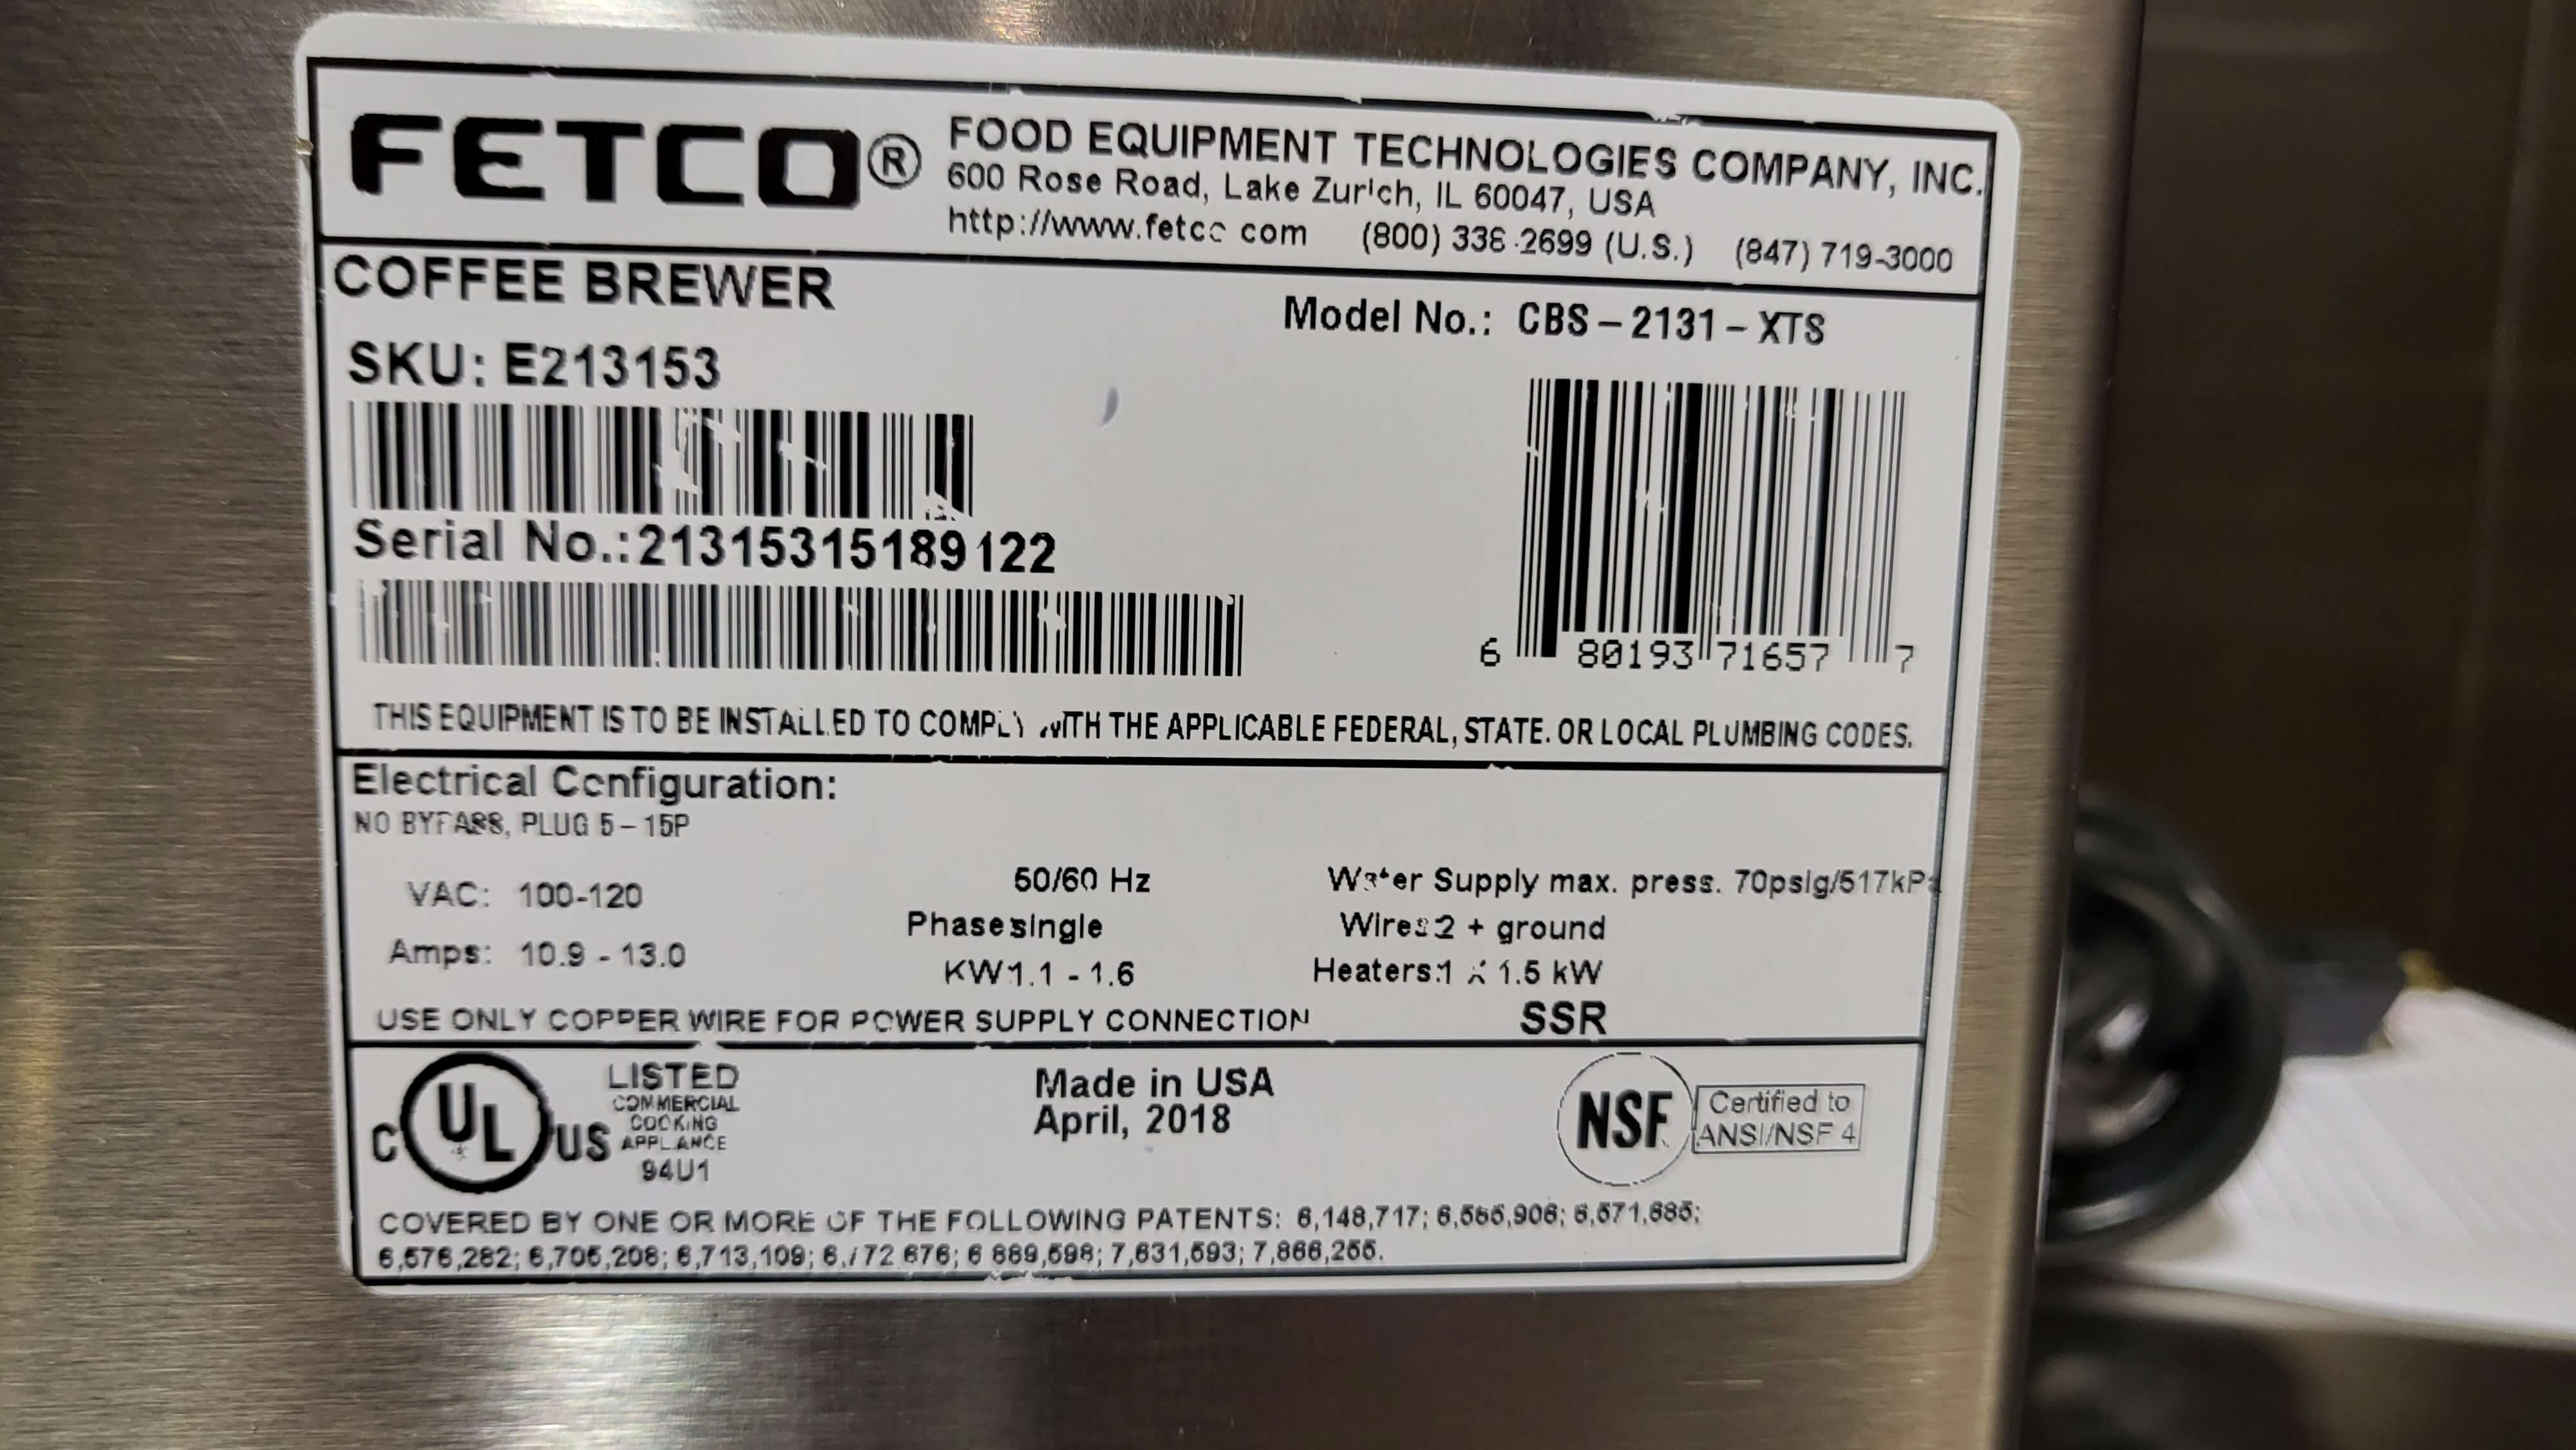 FETCO® FOOD EQUIPMENT TECHNOLOGIES COMPANY, INC.
600 Rose Road, Lake Zurich, IL 60047, USA
http://www.fetco.com (800) 338-2699 (U.S.) (847) 719-3000
COFFEE BREWER
Model No.: CBS-2131-XTS
SKU: E213153
Serial No.:21315315189122
6 80193 71657 7
THIS EQUIPMENT IS TO BE INSTALLED TO COMPLY WITH THE APPLICABLE FEDERAL, STATE. OR LOCAL PLUMBING CODES.
Electrical Configuration:
NO BYPASS, PLUG 5-15P
VAC: 100-120 50/60 Hz Water Supply max. press. 70psig/517kPa
Phase single Wires 2 + ground
Amps: 10.9 - 13.0 KW 1.1 - 1.6 Heaters:1 X 1.5 kW
USE ONLY COPPER WIRE FOR POWER SUPPLY CONNECTION SSR
C UL US LISTED
COMMERCIAL
COOKING
APPLIANCE
94U1
Made in USA
April, 2018
NSF Certified to
ANSI/NSF 4
COVERED BY ONE OR MORE OF THE FOLLOWING PATENTS: 6,148,717; 6,565,906; 6,571,685;
6,576,282; 6,705,208; 6,713,109; 6,772,676; 6,889,598; 7,631,593; 7,866,255.